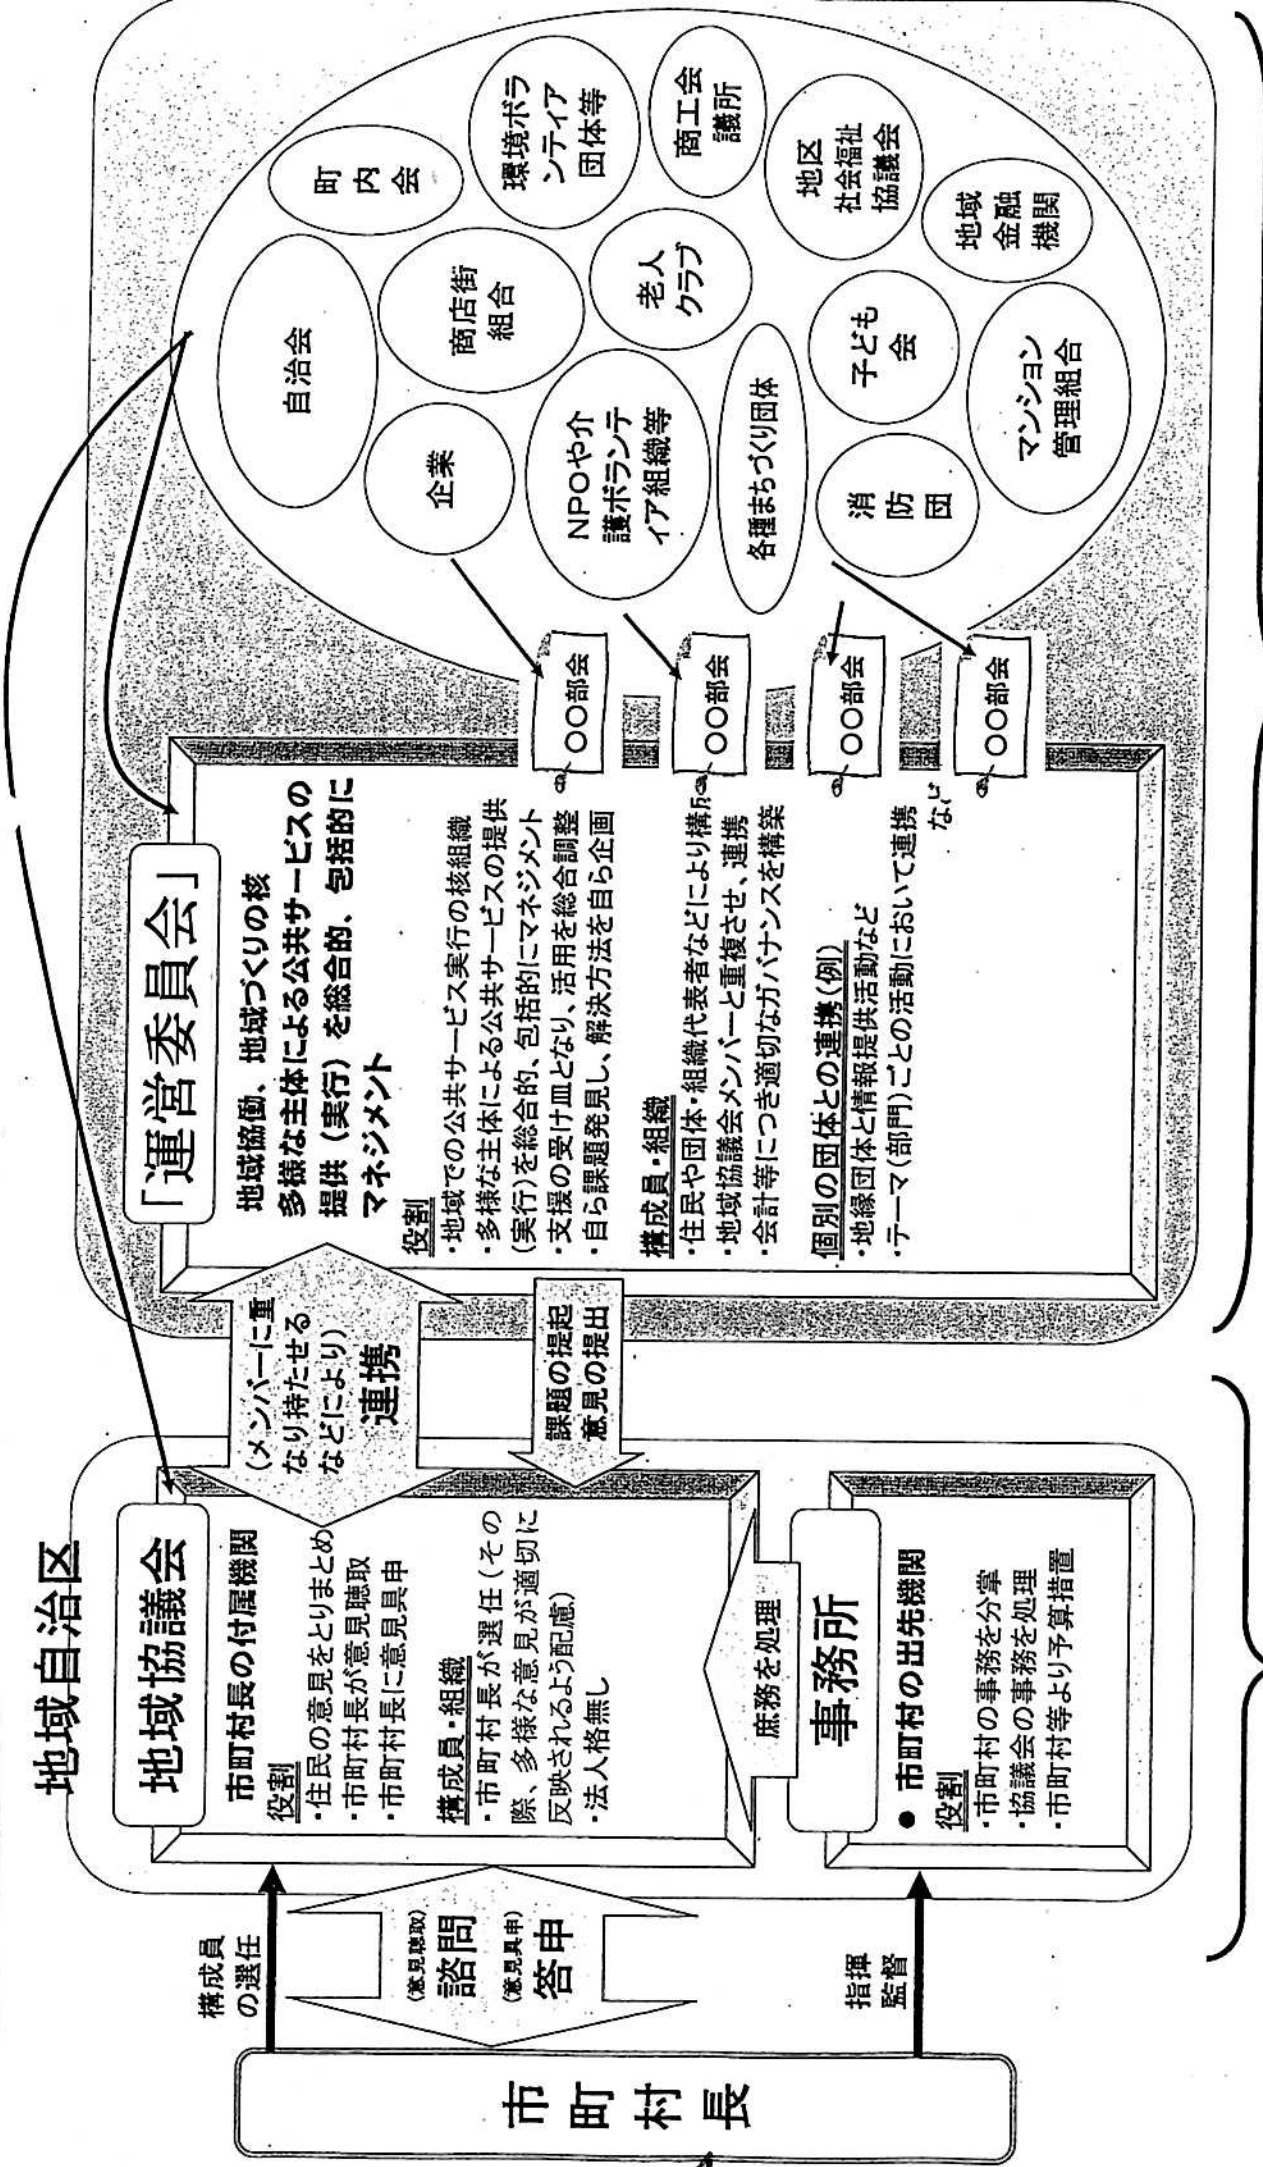 地域自治区
市
町
村
長
構成員
の選任
(意見聴取)
諮問
(意見具申)
答申
指揮
監督
地域協議会
市町村長の付属機関
役割
・住民の意見をとりまとめ
・市町村長が意見聴取
・市町村長に意見具申
構成員・組織
・市町村長が選任(その
際、多様な意見が適切に
反映されるよう配慮)
・法人格無し
庶務を処理
事務所
● 市町村の出先機関
役割
・市町村の事務を分掌
・協議会の事務を処理
・市町村等より予算措置
(メンバーに重
なり持たせる
などにより)
連携
課題の提起
意見の提出
「運営委員会」
地域協働、地域づくりの核
多様な主体による公共サービスの
提供(実行)を総合的、包括的に
マネジメント
役割
・地域での公共サービス実行の核組織
・多様な主体による公共サービスの提供
(実行)を総合的、包括的にマネジメント
・支援の受け皿となり、活用を総合調整
・自ら課題発見し、解決方法を自ら企画
構成員・組織
・住民や団体・組織代表者などにより構
・地域協議会メンバーと重複させ、連携
・会計等につき適切なガバナンスを構築
個別の団体との連携(例)
・地縁団体と情報提供活動など
・テーマ(部門)ごとの活動において連携
など
〇〇部会
〇〇部会
〇〇部会
〇〇部会
自治会
町
内
会
企業
商店街
組合
環境ボラ
ンティア
団体等
NPOや介
護ボランテ
ィア組織等
老人
クラブ
商工会
議所
各種まちづくり団体
地区
社会福祉
協議会
消
防
団
子ども
会
地域
金融
機関
マンション
管理組合